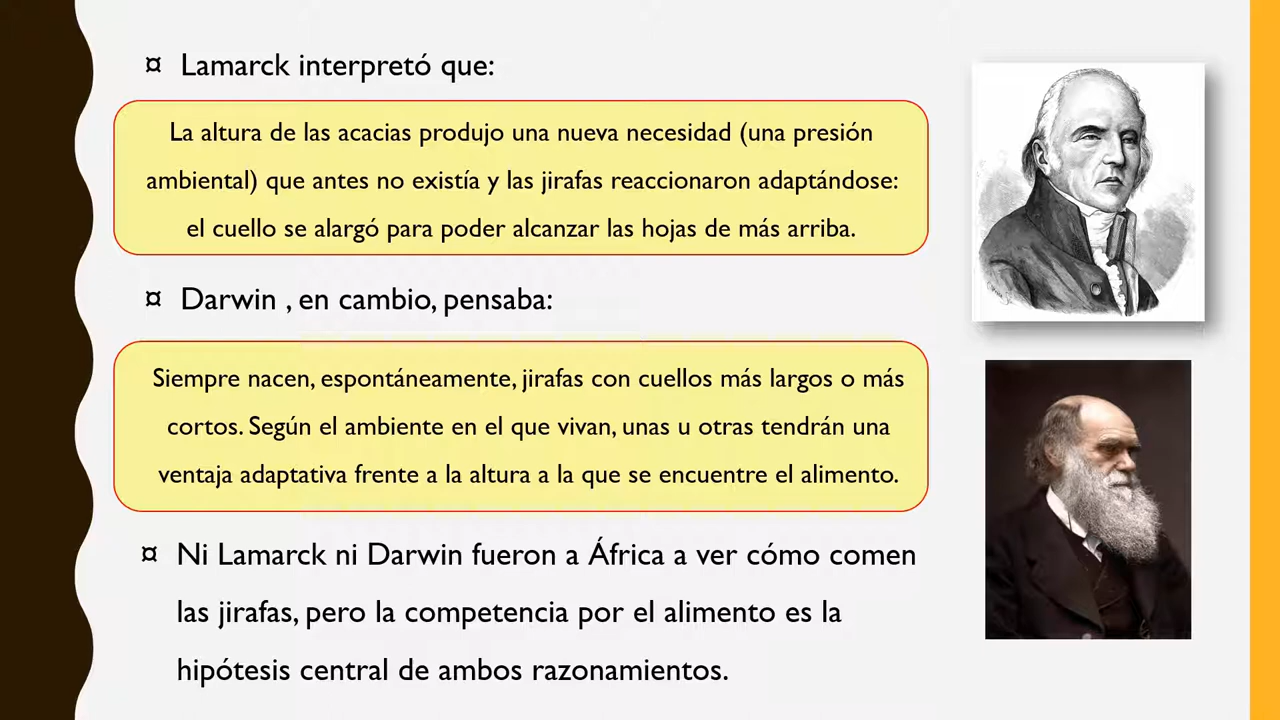 ¤ Lamarck interpretó que:
La altura de las acacias produjo una nueva necesidad (una presión
ambiental) que antes no existía y las jirafas reaccionaron adaptándose:
el cuello se alargó para poder alcanzar las hojas de más arriba.
¤ Darwin , en cambio, pensaba:
Siempre nacen, espontáneamente, jirafas con cuellos más largos o más
cortos. Según el ambiente en el que vivan, unas u otras tendrán una
ventaja adaptativa frente a la altura a la que se encuentre el alimento.
¤ Ni Lamarck ni Darwin fueron a África a ver cómo comen
las jirafas, pero la competencia por el alimento es la
hipótesis central de ambos razonamientos.